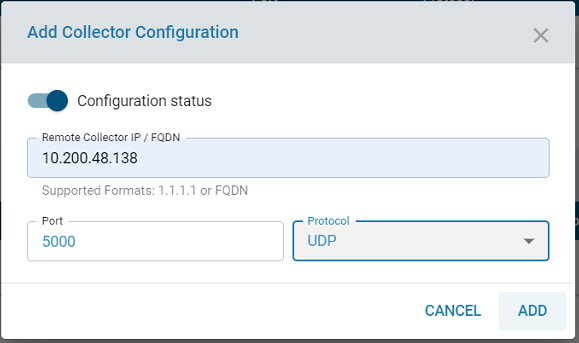 Add Collector Configuration
Configuration status
Remote Collector IP / FQDN
10.200.48.138
Supported Formats: 1.1.1.1 or FQDN
Port
5000
Protocol
UDP
CANCEL
ADD